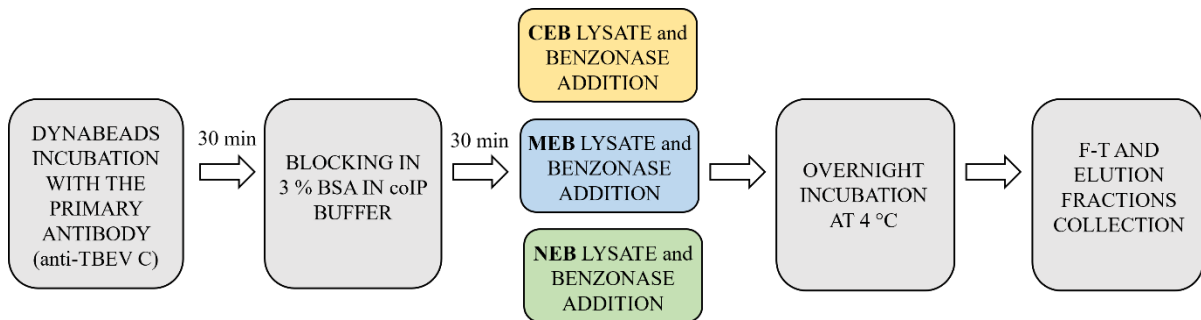 DYNABEADS
INCUBATION
WITH THE
PRIMARY
ANTIBODY
(anti-TBEV C)
30 min
BLOCKING IN
3 % BSA IN coIP
BUFFER
30 min
CEB LYSATE and
BENZONASE
ADDITION
MEB LYSATE and
BENZONASE
ADDITION
NEB LYSATE and
BENZONASE
ADDITION
OVERNIGHT
INCUBATION
AT 4 °C
F-T AND
ELUTION
FRACTIONS
COLLECTION